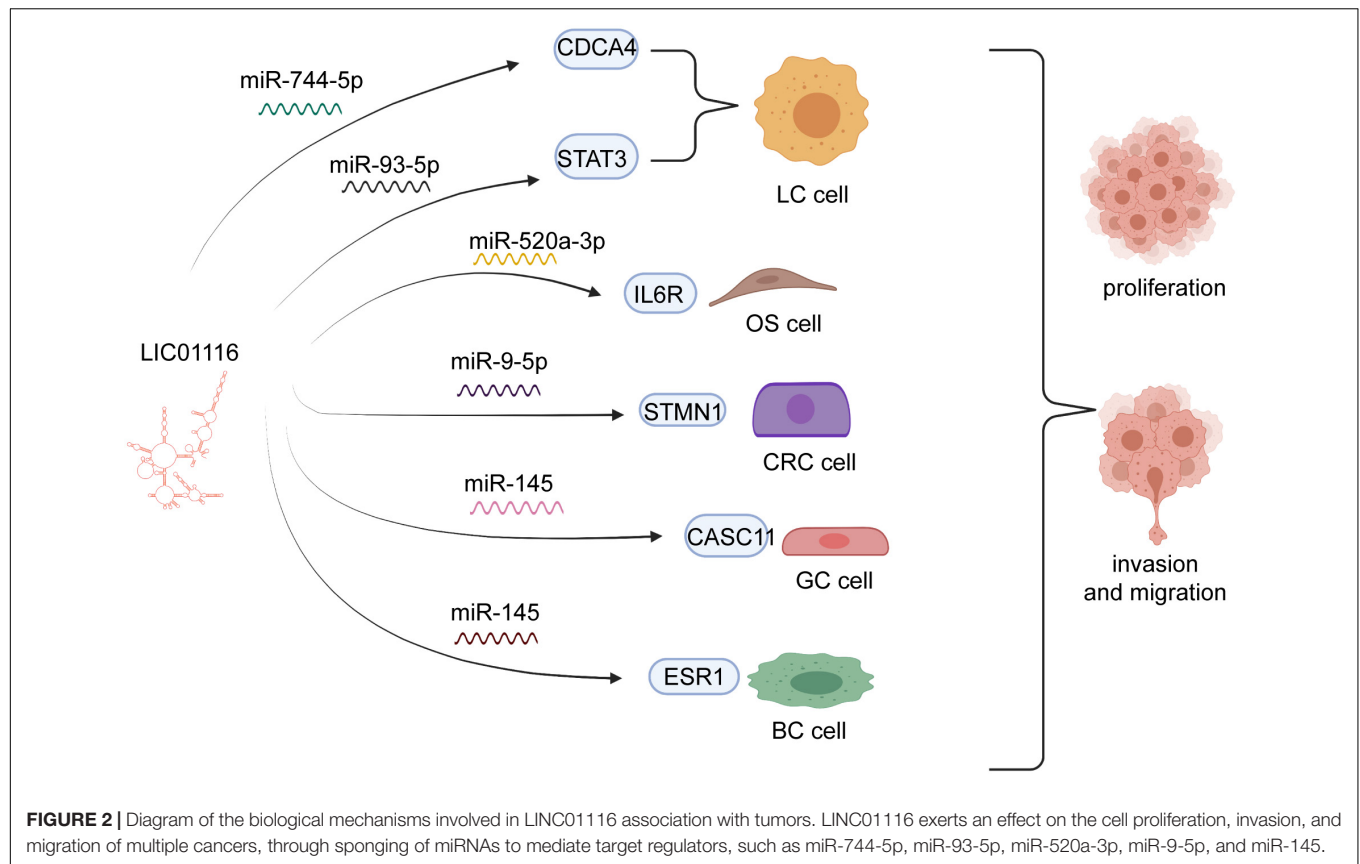 CDCA4
miR-744-5p
miR-93-5p
STAT3
LC cell
miR-520a-3p
IL6R
OS cell
proliferation
LIC01116
miR-9-5p
STMN1
CRC cell
miR-145
CASC11
GC cell
invasion
and migration
miR-145
ESR1
BC cell
FIGURE 2 | Diagram of the biological mechanisms involved in LINC01116 association with tumors. LINC01116 exerts an effect on the cell proliferation, invasion, and
migration of multiple cancers, through sponging of miRNAs to mediate target regulators, such as miR-744-5p, miR-93-5p, miR-520a-3p, miR-9-5p, and miR-145.